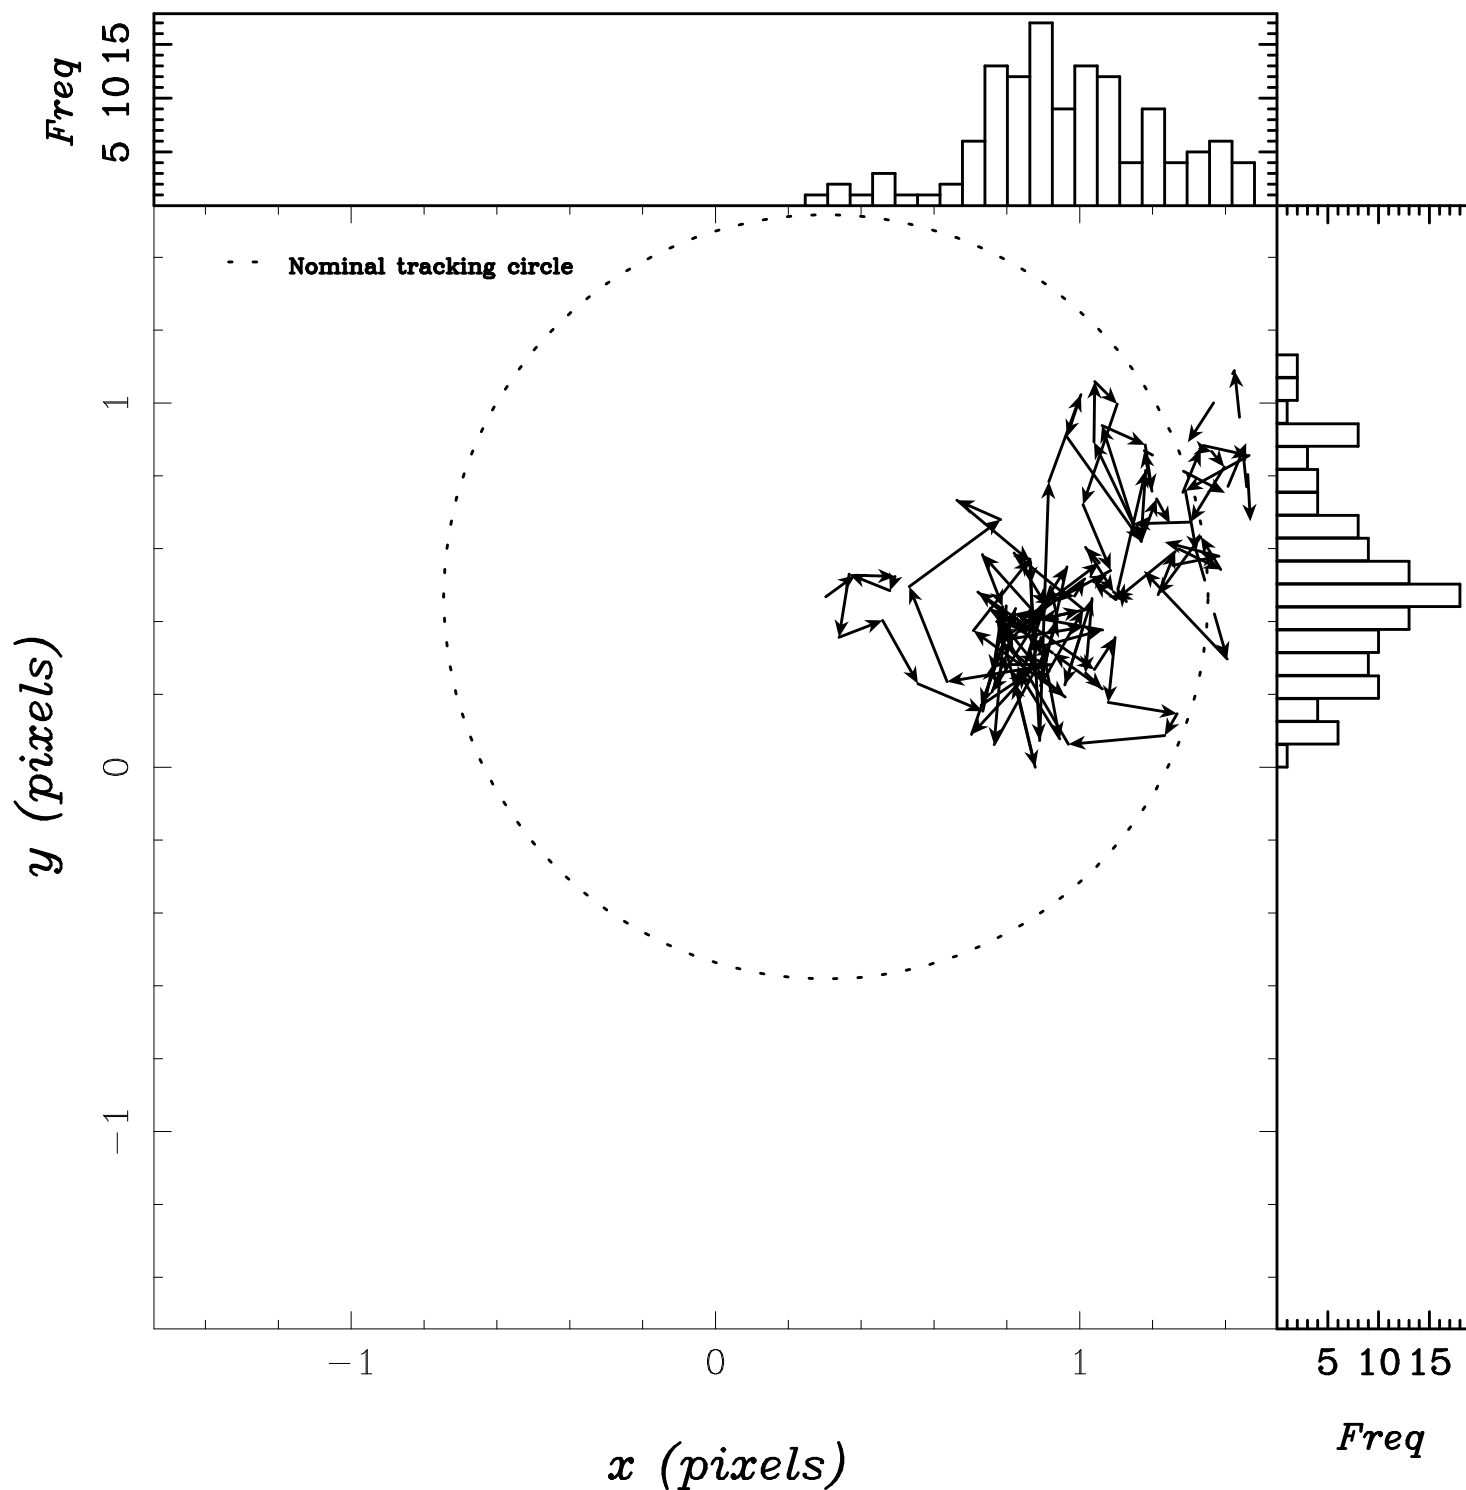 Freq
5 10 15
Nominal tracking circle
y (pixels)
1
0
−1
−1 0 1
5 10 15
x (pixels)
Freq